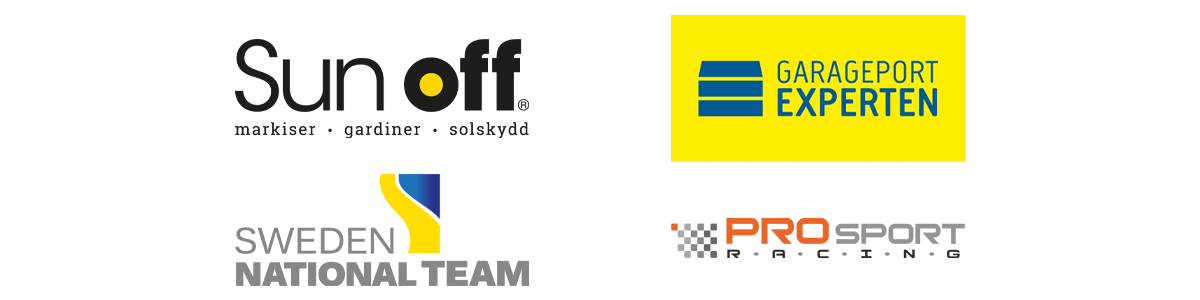 Sun off®
markiser • gardiner • solskydd
GARAGEPORT
EXPERTEN
SWEDEN
NATIONAL TEAM
PRO SPORT
R•A•C•I•N•G